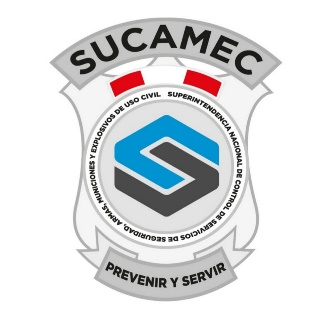 SUCAMEC
SUPERINTENDENCIA NACIONAL DE CONTROL DE SERVICIOS DE SEGURIDAD, ARMAS, MUNICIONES Y EXPLOSIVOS DE USO CIVIL
PREVENIR Y SERVIR